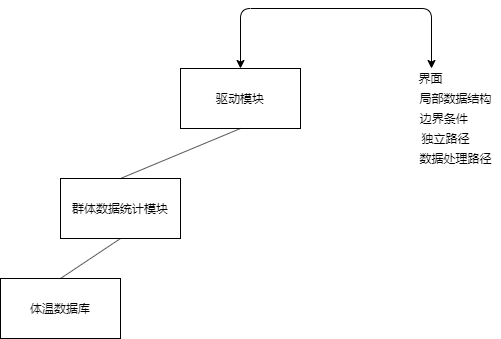 界面
驱动模块
局部数据结构
边界条件
独立路径
数据处理路径
群体数据统计模块
体温数据库